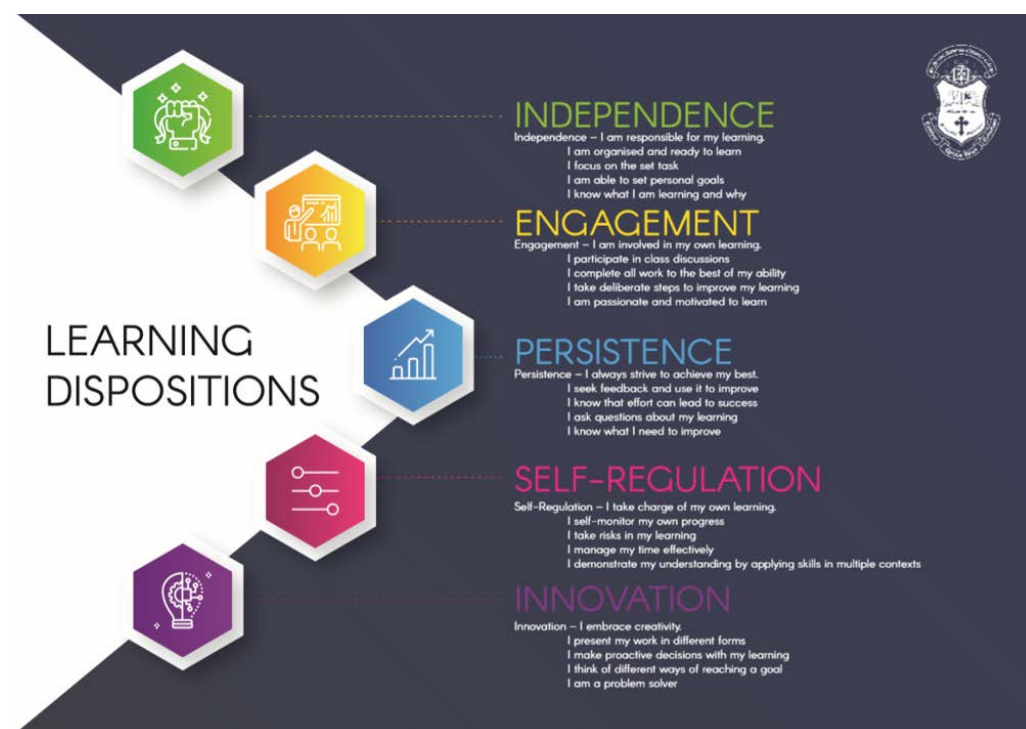 LEARNING
DISPOSITIONS
INDEPENDENCE
Independence – I am responsible for my learning.
I am organised and ready to learn
I focus on the set task
I am able to set personal goals
I know what I am learning and why
ENGAGEMENT
Engagement – I am involved in my own learning.
I participate in class discussions
I complete all work to the best of my ability
I take deliberate steps to improve my learning
I am passionate and motivated to learn
PERSISTENCE
Persistence – I always strive to achieve my best.
I seek feedback and use it to improve
I know that effort can lead to success
I ask questions about my learning
I know what I need to improve
SELF-REGULATION
Self-Regulation – I take charge of my own learning.
I self-monitor my own progress
I take risks in my learning
I manage my time effectively
I demonstrate my understanding by applying skills in multiple contexts
INNOVATION
Innovation – I embrace creativity.
I present my work in different forms
I make proactive decisions with my learning
I think of different ways of reaching a goal
I am a problem solver